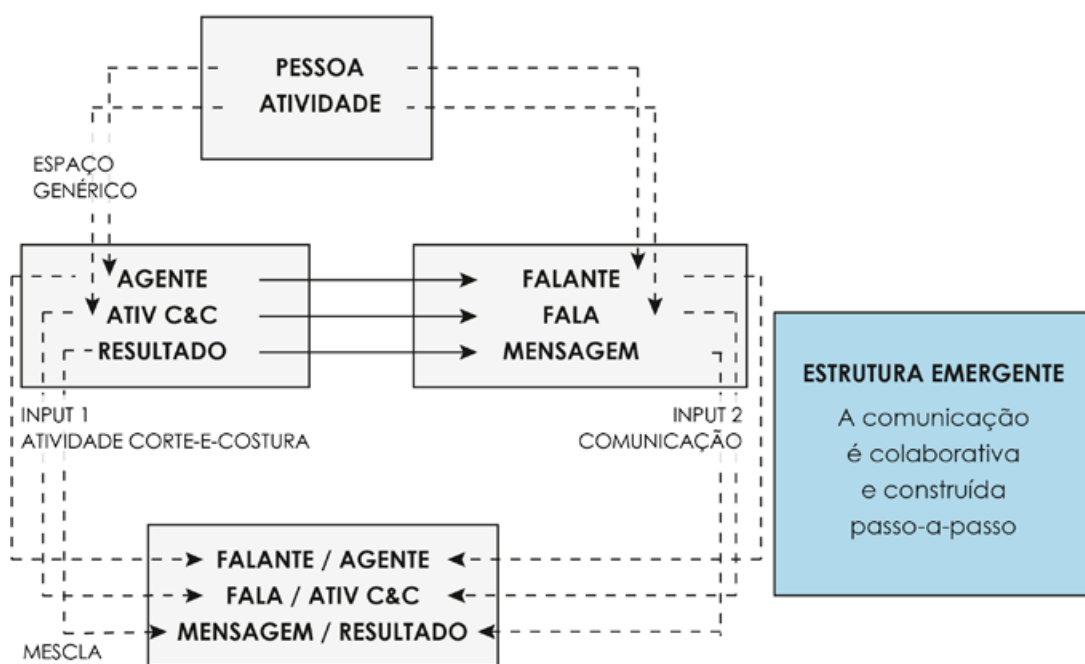 PESSOA
ATIVIDADE
ESPAÇO
GENÉRICO
AGENTE
ATIV C&C
RESULTADO
INPUT 1
ATIVIDADE CORTE-E-COSTURA
FALANTE
FALA
MENSAGEM
INPUT 2
COMUNICAÇÃO
ESTRUTURA EMERGENTE
A comunicação
é colaborativa
e construída
passo-a-passo
FALANTE / AGENTE
FALA / ATIV C&C
MENSAGEM / RESULTADO
MESCLA